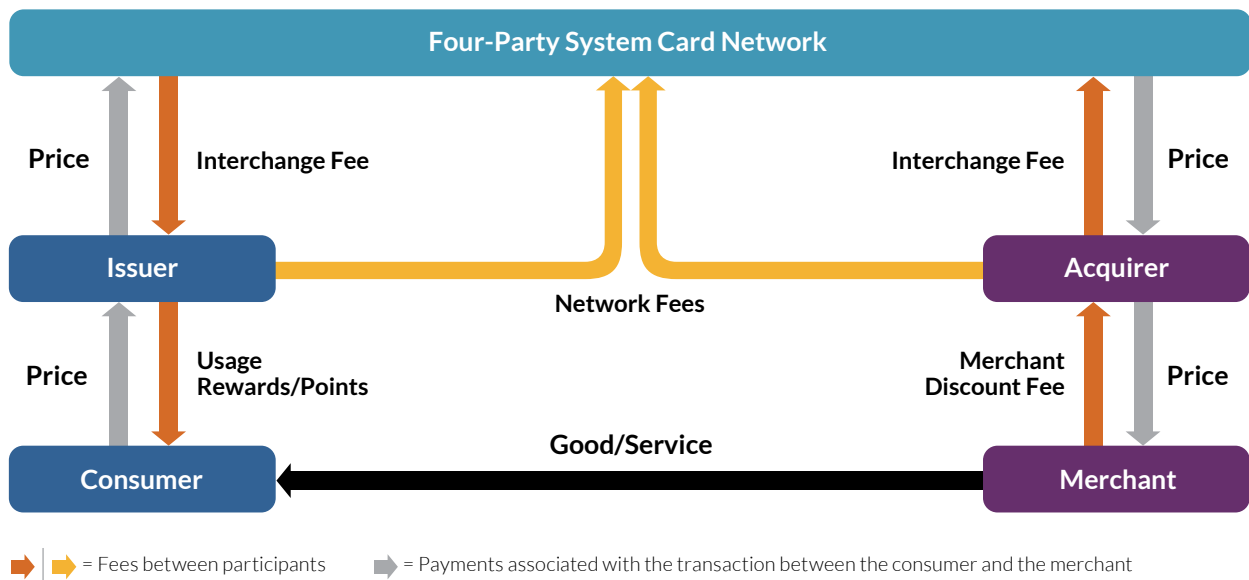 Four-Party System Card Network
Price
Interchange Fee
Interchange Fee
Price
Issuer
Acquirer
Network Fees
Price
Usage
Rewards/Points
Merchant
Discount Fee
Price
Good/Service
Consumer
Merchant
= Fees between participants
= Payments associated with the transaction between the consumer and the merchant